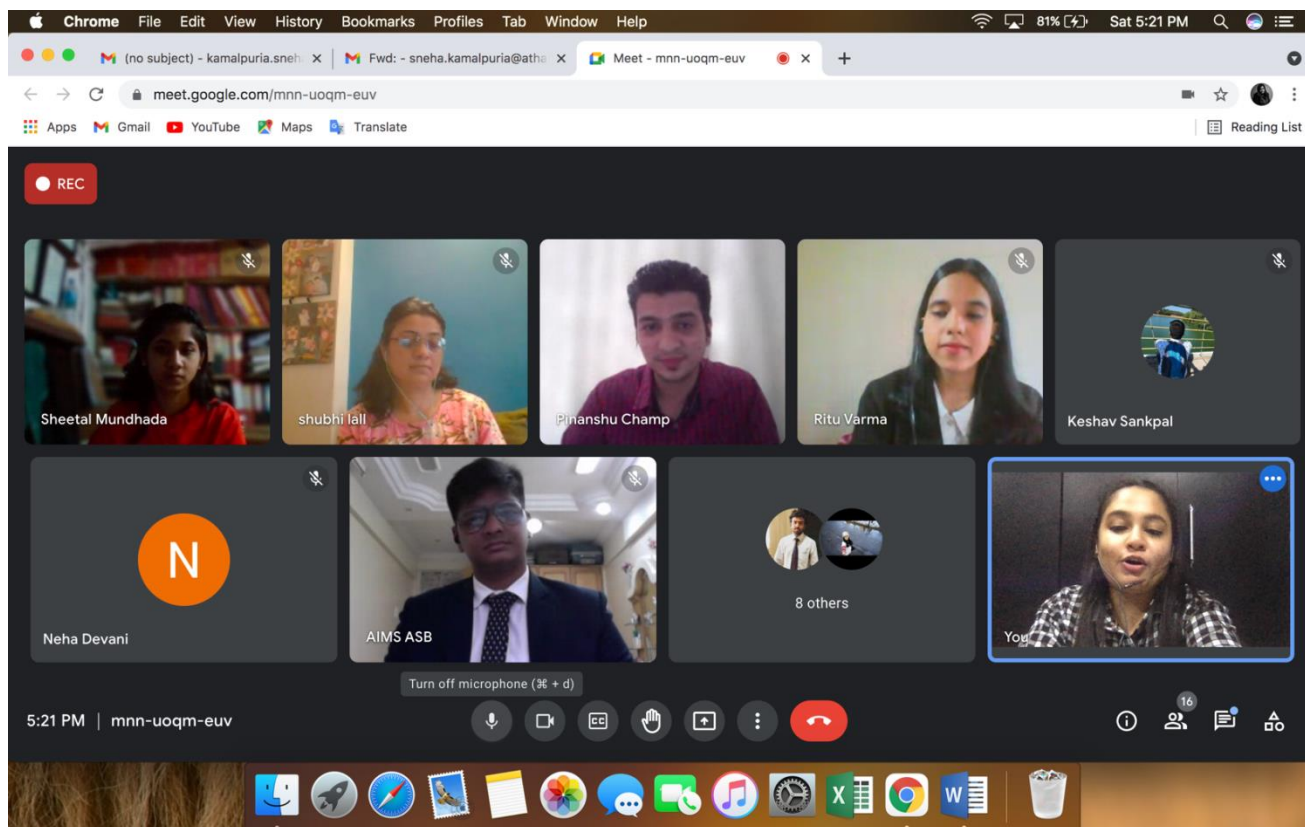 Chrome File Edit View History Bookmarks Profiles Tab Window Help 81% Sat 5:21 PM
(no subject) - kamalpuria.sneh Fwd: - sneha.kamalpuria@atha Meet - mnn-uoqm-euv
meet.google.com/mnn-uoqm-euv
Apps Gmail YouTube Maps Translate Reading List
REC
Sheetal Mundhada shubhi lall Pinanshu Champ Ritu Varma Keshav Sankpal
N
8 others
Neha Devani AIMS ASB You
Turn off microphone (⌘ + d)
16
5:21 PM | mnn-uoqm-euv CC
X W